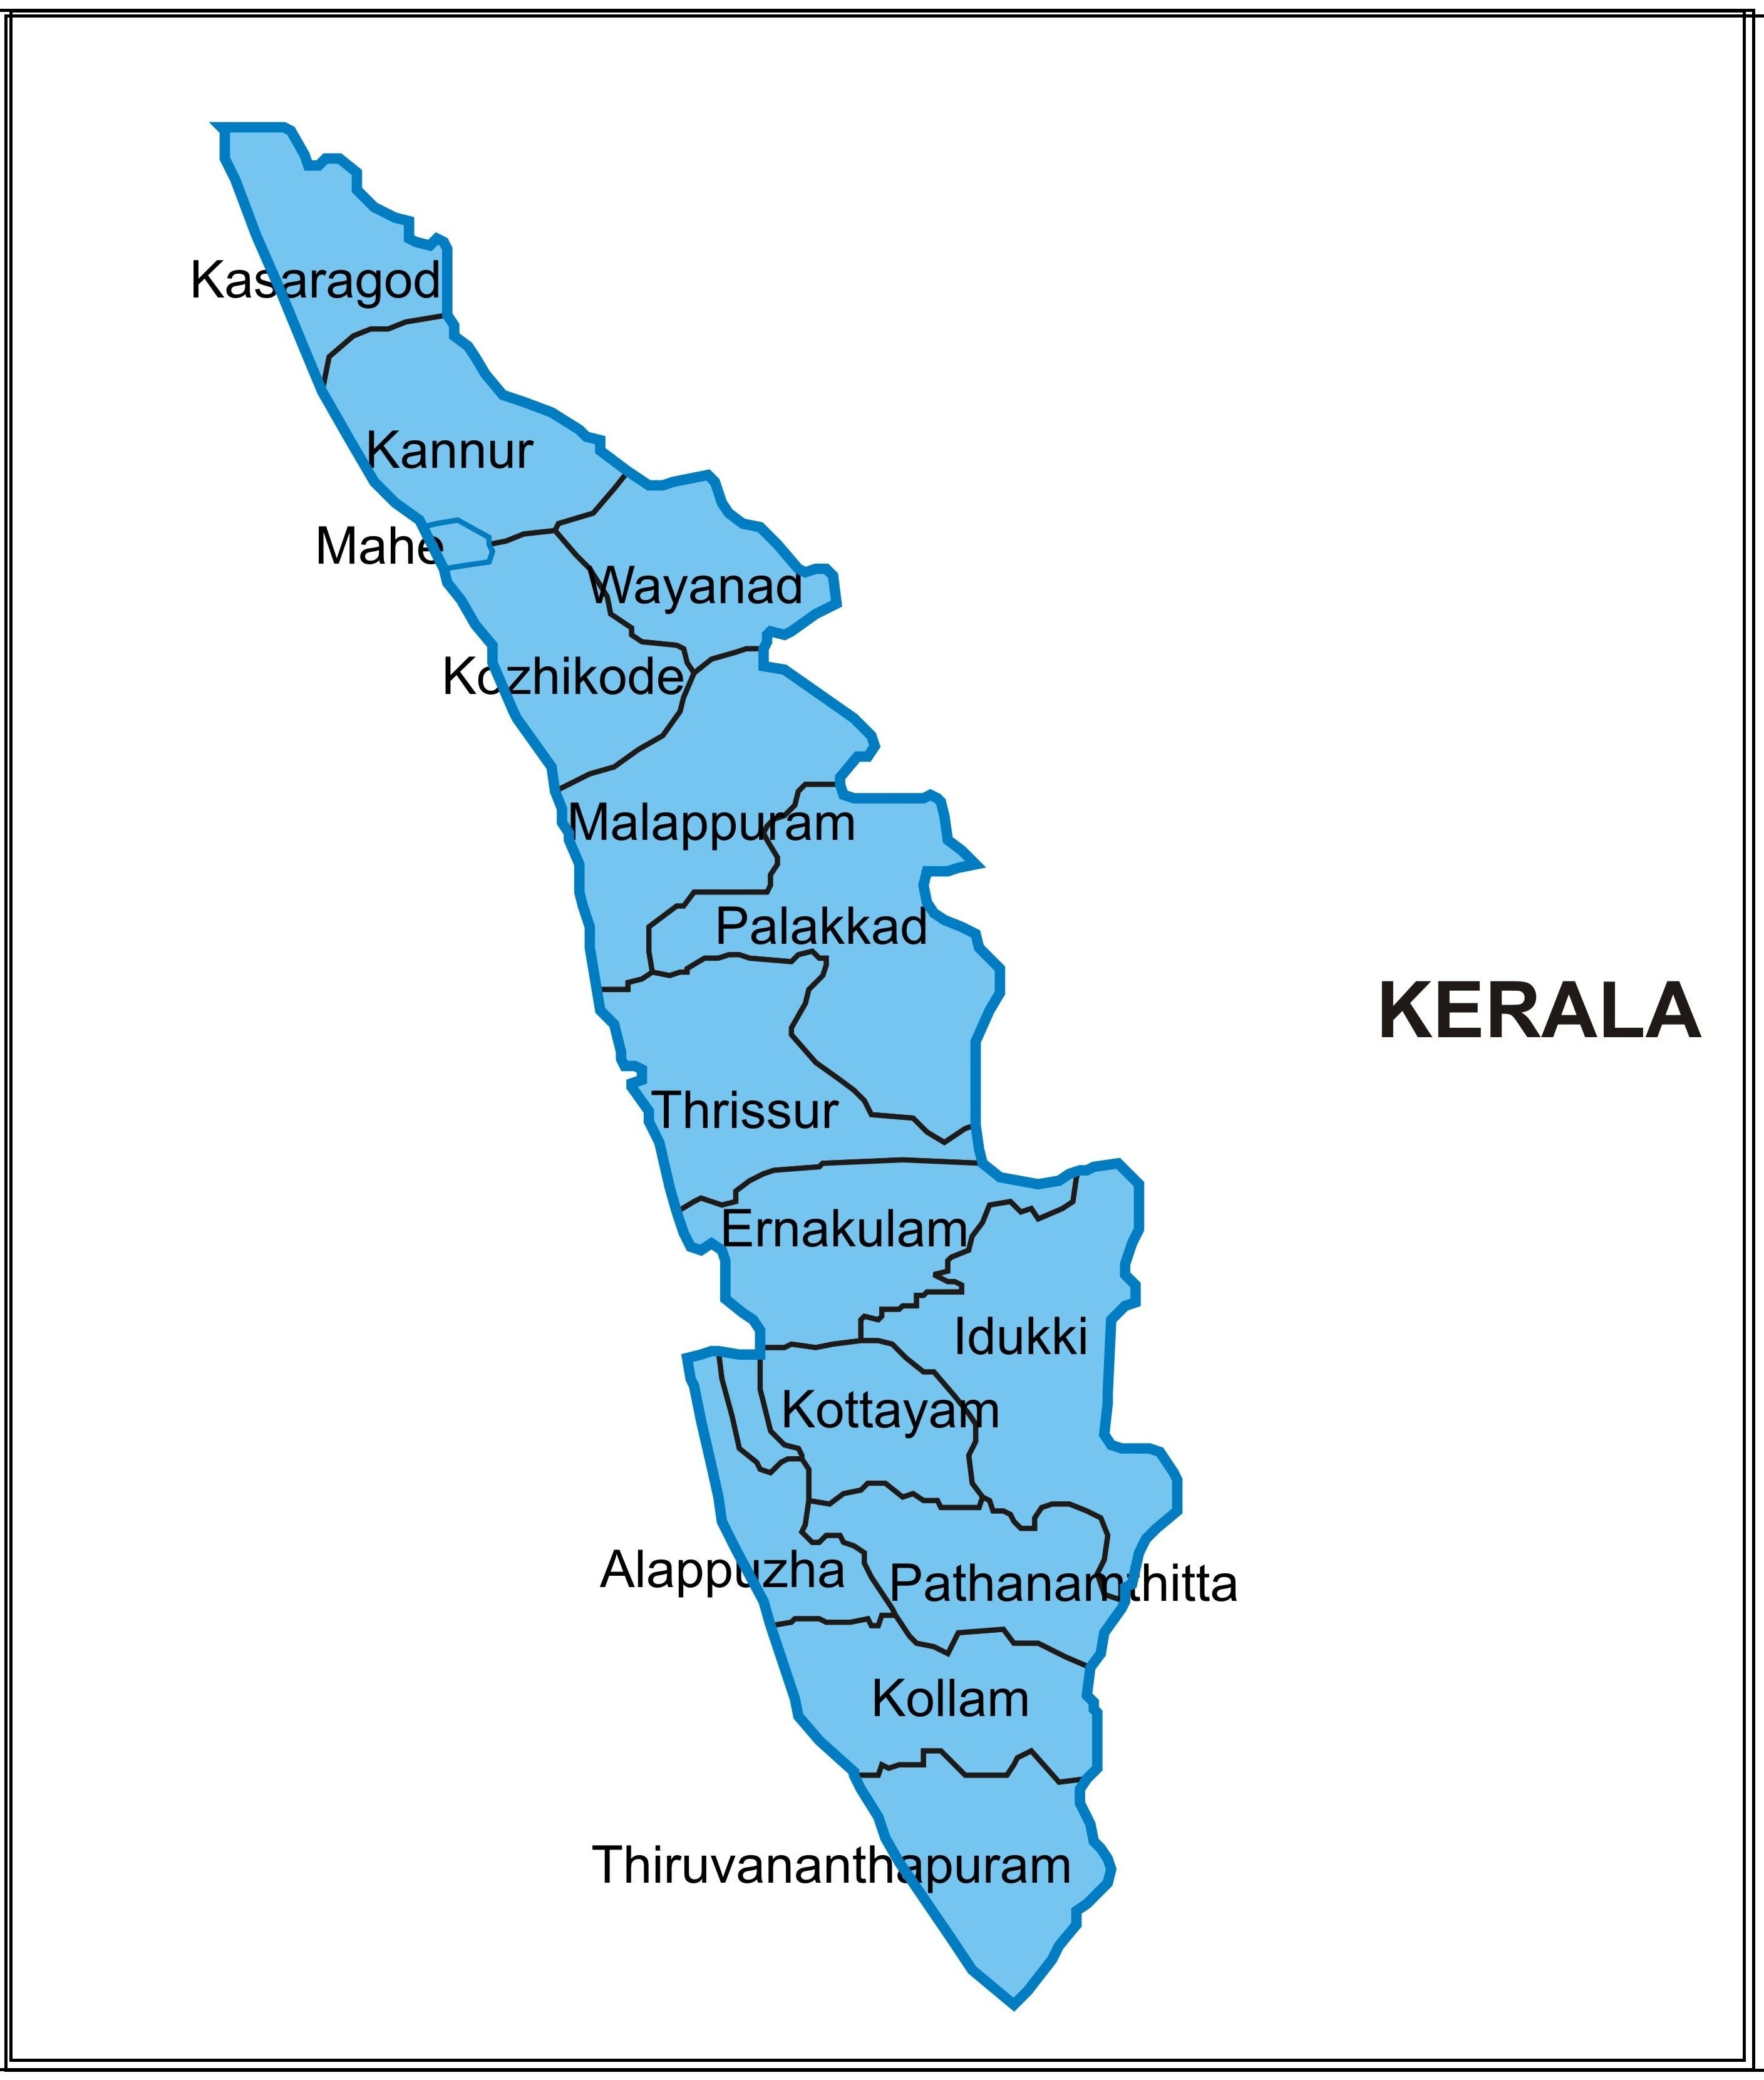 Kasaragod
Kannur
Mahe
Wayanad
Kozhikode
Malappuram
Palakkad
KERALA
Thrissur
Ernakulam
Idukki
Kottayam
Alappuzha
Pathanamthitta
Kollam
Thiruvananthapuram